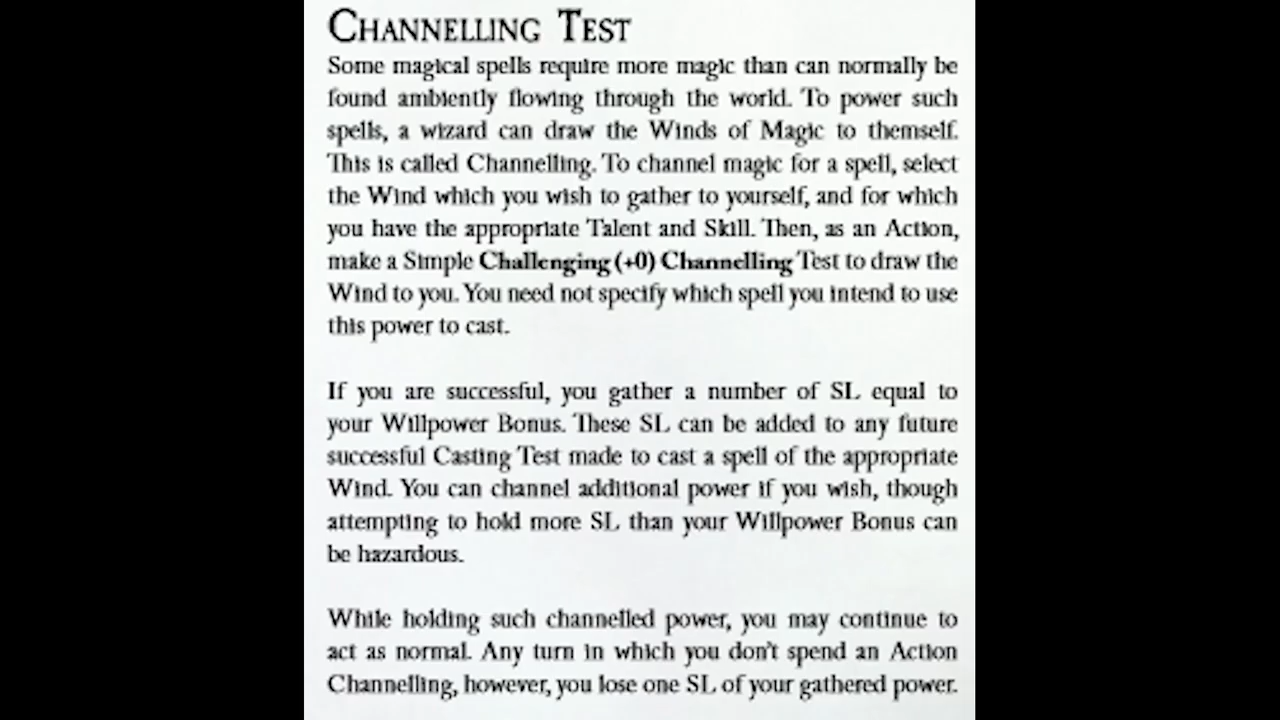 CHANNELLING TEST
Some magical spells require more magic than can normally be
found ambiently flowing through the world. To power such
spells, a wizard can draw the Winds of Magic to themself.
This is called Channelling. To channel magic for a spell, select
the Wind which you wish to gather to yourself, and for which
you have the appropriate Talent and Skill. Then, as an Action,
make a Simple Challenging (+0) Channelling Test to draw the
Wind to you. You need not specify which spell you intend to use
this power to cast.
If you are successful, you gather a number of SL equal to
your Willpower Bonus. These SL can be added to any future
successful Casting Test made to cast a spell of the appropriate
Wind. You can channel additional power if you wish, though
attempting to hold more SL than your Willpower Bonus can
be hazardous.
While holding such channelled power, you may continue to
act as normal. Any turn in which you don't spend an Action
Channelling, however, you lose one SL of your gathered power.